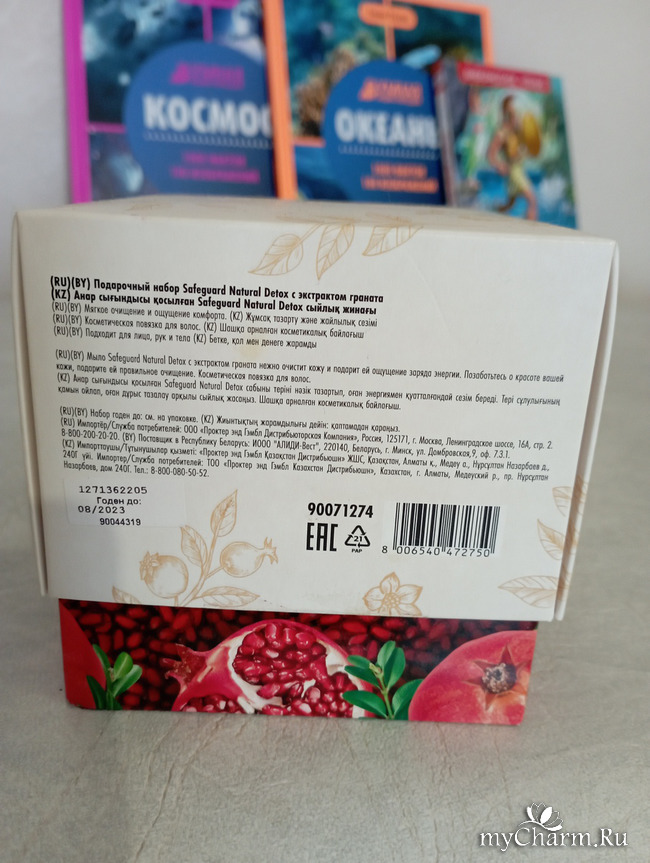 КОСМОС
ОКЕАНЫ
(RU)(BY) Подарочный набор Safeguard Natural Detox с экстрактом граната
(KZ) Анар сығындысы қосылған Safeguard Natural Detox сыйлық жинағы
(RU)(BY) Мягкое очищение и ощущение комфорта. (KZ) Жұмсақ тазарту және жайлылық сезімі
(RU)(BY) Косметическая повязка для волос. (KZ) Шашқа арналған косметикалық байлағыш
(RU)(BY) Подходит для лица, рук и тела (KZ) Бетке, қол мен денеге жарамды
(RU)(BY) Мыло Safeguard Natural Detox с экстрактом граната нежно очистит кожу и подарит ей ощущение заряда энергии. Позаботьтесь о красоте вашей
кожи, подарите ей правильное очищение. Косметическая повязка для волос.
(KZ) Анар сығындысы қосылған Safeguard Natural Detox сабыны теріні нәзік тазартып, оған энергиямен қуатталғандай сезім береді. Тері сұлулығының
қамын ойлап, оған дұрыс тазалау арқылы сыйлық жасаңыз. Шашқа арналған косметикалық байлағыш.
(RU)(BY) Набор годен до: см. на упаковке. (KZ) Жиынтықтың жарамдылығы дейін: қаптамадан қараңыз.
(RU) Импортёр/Служба потребителей: ООО «Проктер энд Гэмбл Дистрибьюторская Компания», Россия, 125171, г. Москва, Ленинградское шоссе, 16А, стр. 2.
8-800-200-20-20. (BY) Поставщик в Республику Беларусь: ИООО "АЛИДИ-Вест", 220140, Беларусь, г. Минск, ул. Домбровская,9, оф. 7.3.1.
(KZ) Импорттаушы/Тұтынушылар қызметі: «Проктер энд Гэмбл Қазақстан Дистрибьюшн» ЖШС, Қазақстан, Алматы қ., Медеу а., Нұрсұлтан Назарбаев д.,
240Г үйі. Импортер/Служба потребителей: ТОО «Проктер энд Гэмбл Казахстан Дистрибьюшн», Казахстан, г. Алматы, Медеуский р., пр. Нурсултан
Назарбаев, дом 240Г. Тел.: 8-800-080-50-52.
1271362205
Годен до:
08/2023
90044319
90071274
EAC
21
PAP
8 006540 472750
myCharm.Ru